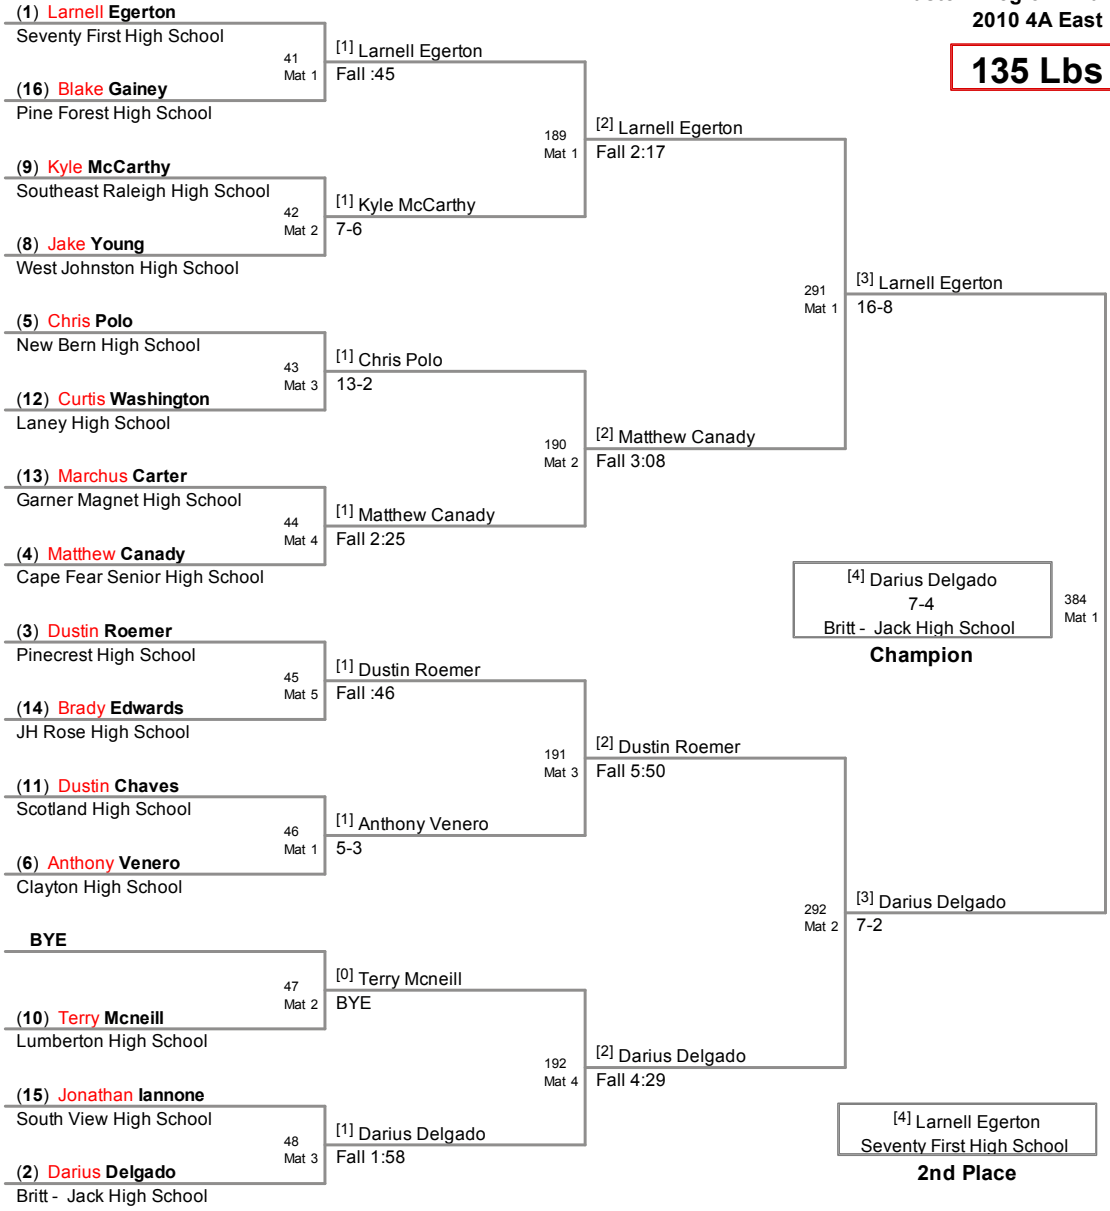 2010 4A East
135 Lbs
(1) Larnell Egerton
Seventy First High School
41
Mat 1
[1] Larnell Egerton
Fall :45
(16) Blake Gainey
Pine Forest High School
189
Mat 1
[2] Larnell Egerton
Fall 2:17
(9) Kyle McCarthy
Southeast Raleigh High School
42
Mat 2
[1] Kyle McCarthy
7-6
(8) Jake Young
West Johnston High School
291
Mat 1
[3] Larnell Egerton
16-8
(5) Chris Polo
New Bern High School
43
Mat 3
[1] Chris Polo
13-2
(12) Curtis Washington
Laney High School
190
Mat 2
[2] Matthew Canady
Fall 3:08
(13) Marchus Carter
Garner Magnet High School
44
Mat 4
[1] Matthew Canady
Fall 2:25
(4) Matthew Canady
Cape Fear Senior High School
[4] Darius Delgado
7-4
Britt - Jack High School
Champion
384
Mat 1
(3) Dustin Roemer
Pinecrest High School
45
Mat 5
[1] Dustin Roemer
Fall :46
(14) Brady Edwards
JH Rose High School
191
Mat 3
[2] Dustin Roemer
Fall 5:50
(11) Dustin Chaves
Scotland High School
46
Mat 1
[1] Anthony Venero
5-3
(6) Anthony Venero
Clayton High School
292
Mat 2
[3] Darius Delgado
7-2
BYE
47
Mat 2
[0] Terry Mcneill
BYE
(10) Terry Mcneill
Lumberton High School
192
Mat 4
[2] Darius Delgado
Fall 4:29
(15) Jonathan Iannone
South View High School
48
Mat 3
[1] Darius Delgado
Fall 1:58
(2) Darius Delgado
Britt - Jack High School
[4] Larnell Egerton
Seventy First High School
2nd Place